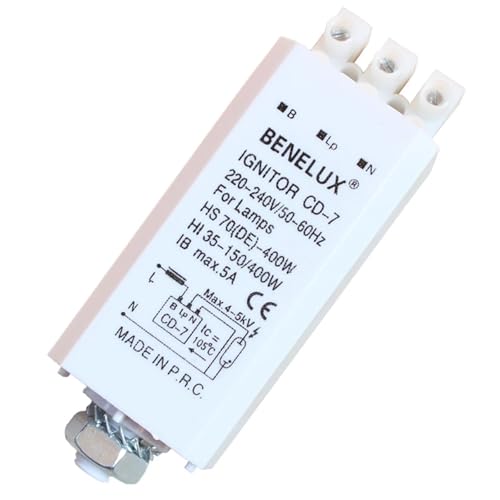 B Lp N
BENELUX®
IGNITOR CD-7
220-240V/50-60Hz
For Lamps
HS 70(DE)-400W
HI 35-150/400W
IB max.5A
CE
Max 4-5kV
L
B Lp N
CD-7
tc=
105°C
N
MADE IN P.R.C.